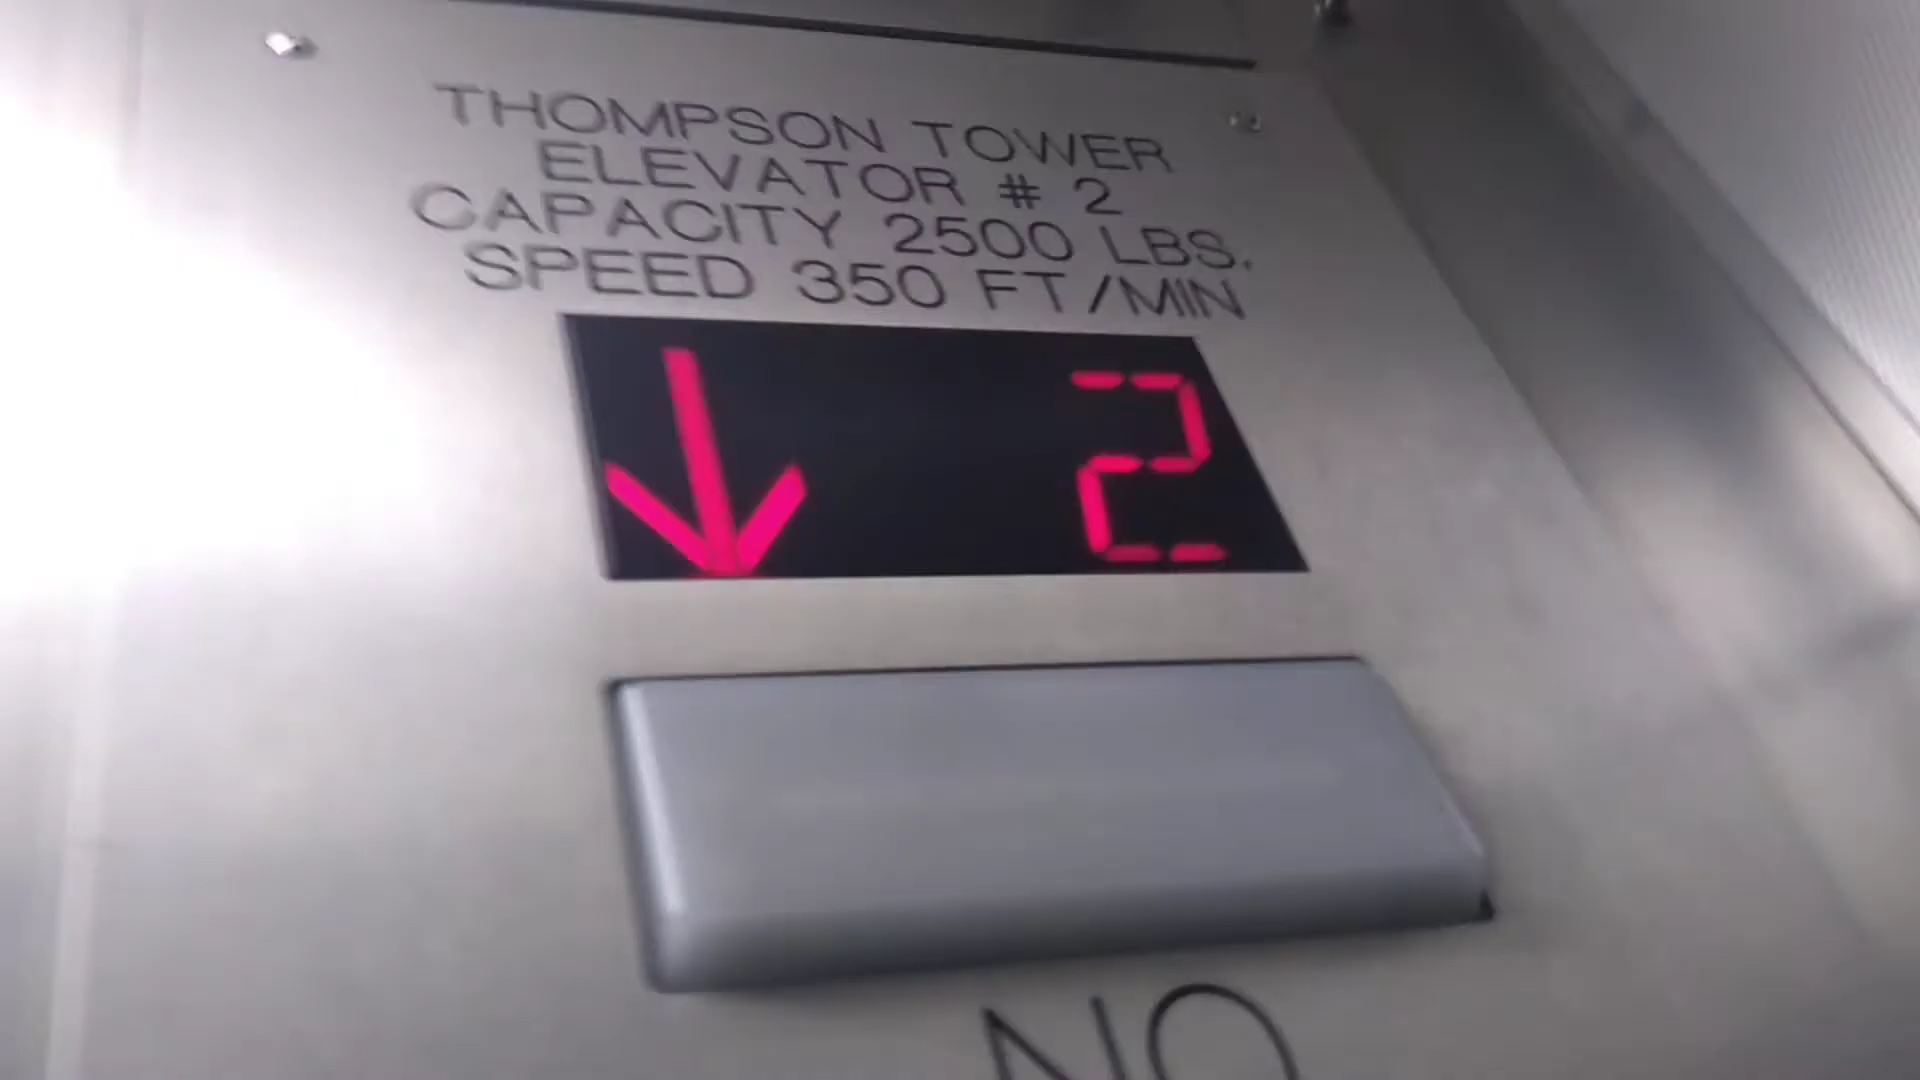 THOMPSON TOWER
ELEVATOR # 2
CAPACITY 2500 LBS.
SPEED 350 FT/MIN
↓ 2
NO